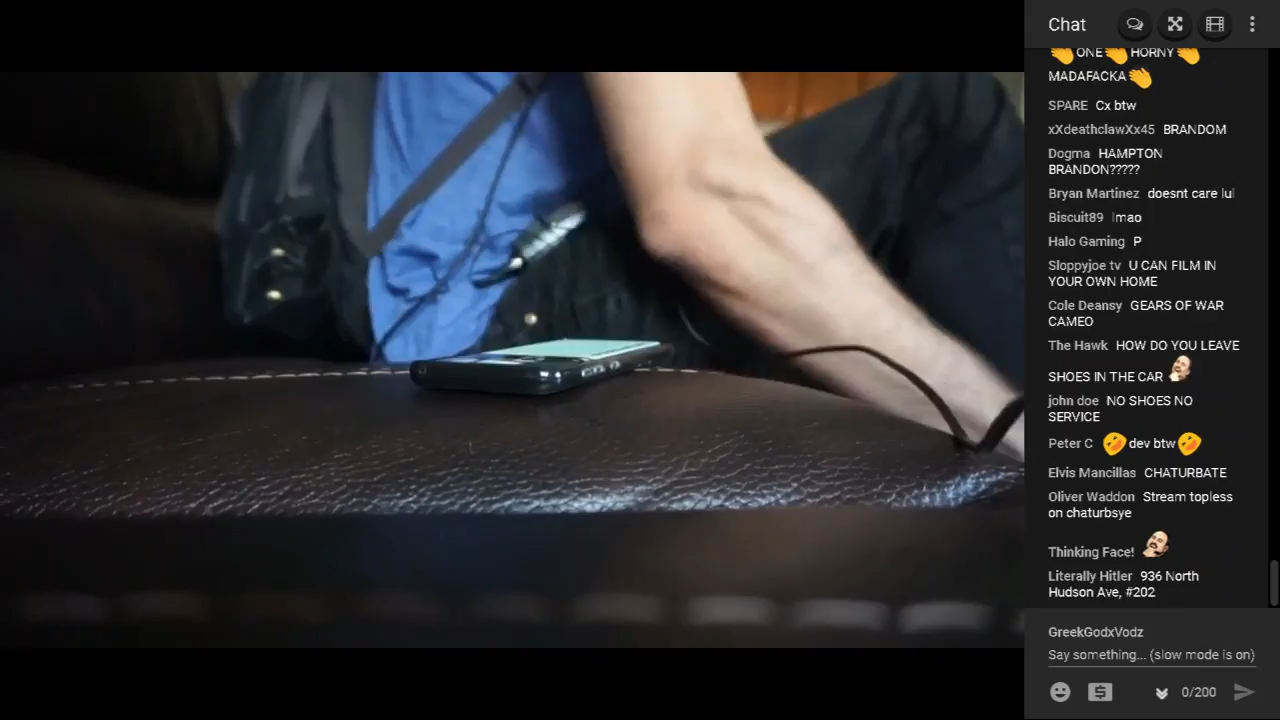 Chat
ONE HORNY
MADAFACKA
SPARE Cx btw
xXdeathclawXx45 BRANDOM
Dogma HAMPTON
BRANDON?????
Bryan Martinez doesnt care lul
Biscuit89 lmao
Halo Gaming P
Sloppyjoe tv U CAN FILM IN
YOUR OWN HOME
Cole Deansy GEARS OF WAR
CAMEO
The Hawk HOW DO YOU LEAVE
SHOES IN THE CAR
john doe NO SHOES NO
SERVICE
Peter C dev btw
Elvis Mancillas CHATURBATE
Oliver Waddon Stream topless
on chaturbsye
Thinking Face!
Literally Hitler 936 North
Hudson Ave, #202
GreekGodxVodz
Say something... (slow mode is on)
0/200